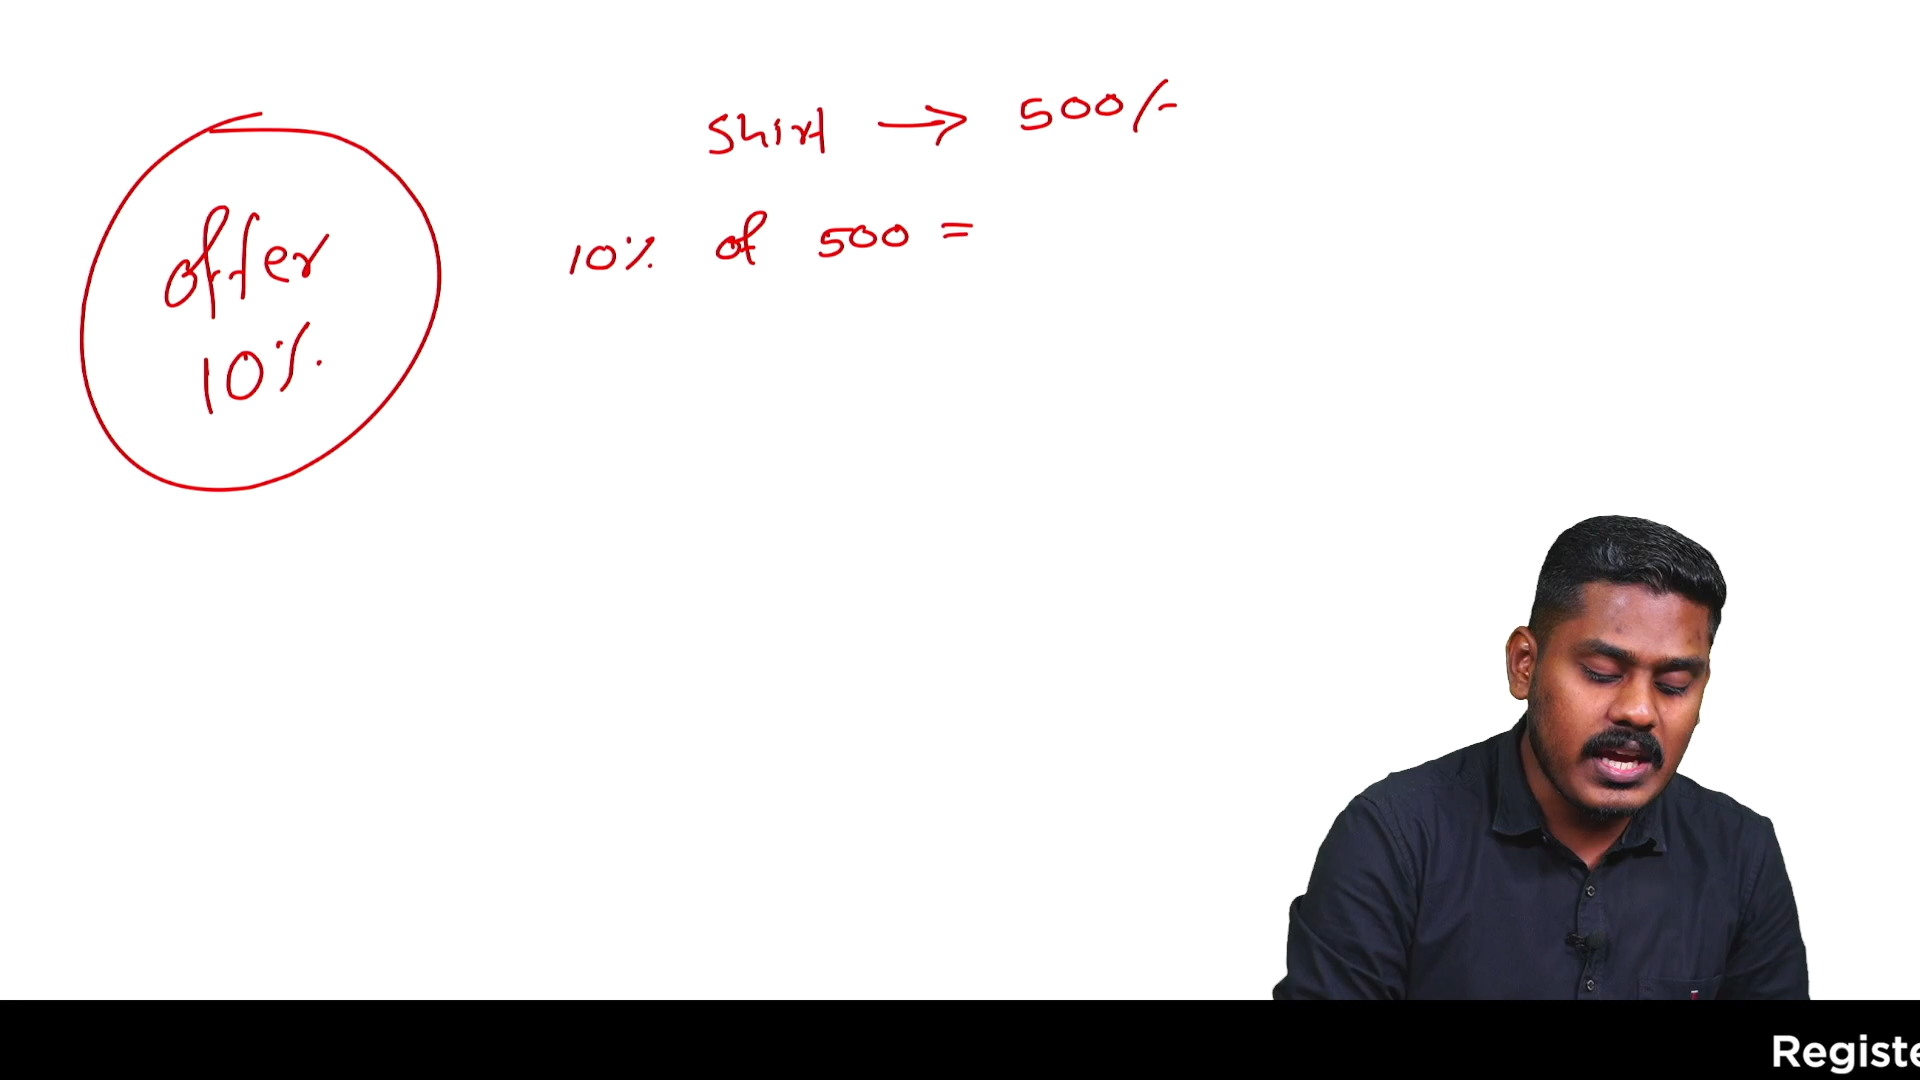 Shirt → 500/-
offer
10%
10% of 500 =
Registe